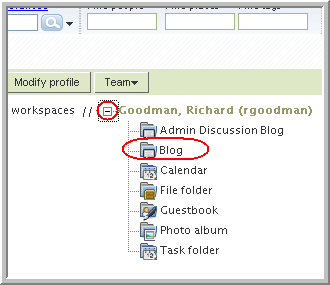 Find people Find places Find tags
Modify profile Team
workspaces // Goodman, Richard (rgoodman)
Admin Discussion Blog
Blog
Calendar
File folder
Guestbook
Photo album
Task folder